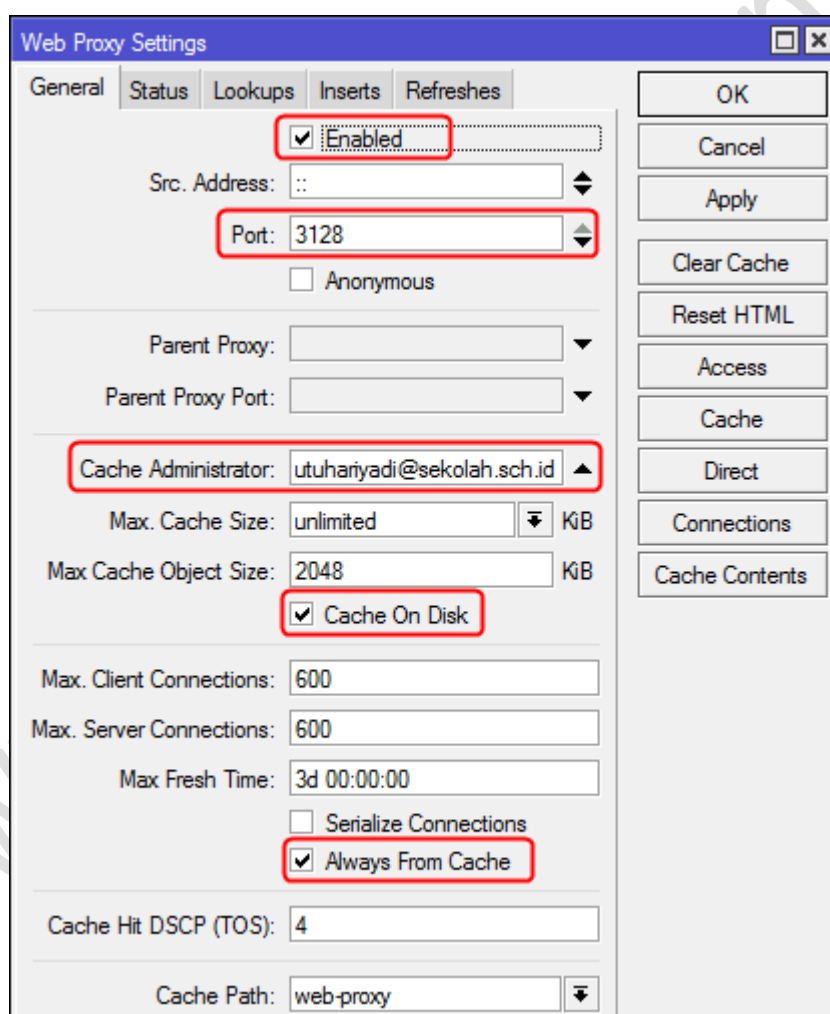 Web Proxy Settings
General Status Lookups Inserts Refreshes
Enabled
Src. Address: ::
Port: 3128
Anonymous
Parent Proxy:
Parent Proxy Port:
Cache Administrator: utuhariyadi@sekolah.sch.id
Max. Cache Size: unlimited KiB
Max Cache Object Size: 2048 KiB
Cache On Disk
Max. Client Connections: 600
Max. Server Connections: 600
Max Fresh Time: 3d 00:00:00
Serialize Connections
Always From Cache
Cache Hit DSCP (TOS): 4
Cache Path: web-proxy
OK
Cancel
Apply
Clear Cache
Reset HTML
Access
Cache
Direct
Connections
Cache Contents